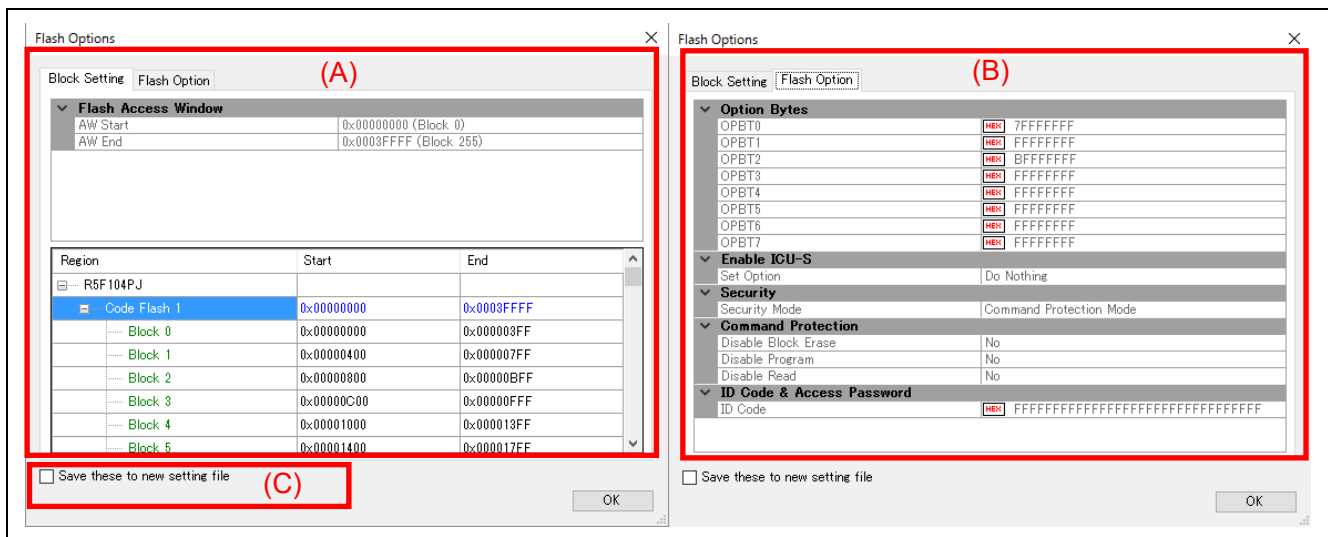 Flash Options
Block Setting Flash Option (A)
Flash Access Window
AW Start 0x00000000 (Block 0)
AW End 0x0003FFFF (Block 255)
Region Start End
R5F104PJ
Code Flash 1 0x00000000 0x0003FFFF
Block 0 0x00000000 0x000003FF
Block 1 0x00000400 0x000007FF
Block 2 0x00000800 0x00000BFF
Block 3 0x00000C00 0x00000FFF
Block 4 0x00001000 0x000013FF
Block 5 0x00001400 0x000017FF
Save these to new setting file (C)
OK
Flash Options
Block Setting Flash Option (B)
Option Bytes
OPBT0 HEX 7FFFFFFF
OPBT1 HEX FFFFFFFF
OPBT2 HEX BFFFFFFF
OPBT3 HEX FFFFFFFF
OPBT4 HEX FFFFFFFF
OPBT5 HEX FFFFFFFF
OPBT6 HEX FFFFFFFF
OPBT7 HEX FFFFFFFF
Enable ICU-S
Set Option Do Nothing
Security
Security Mode Command Protection Mode
Command Protection
Disable Block Erase No
Disable Program No
Disable Read No
ID Code & Access Password
ID Code HEX FFFFFFFFFFFFFFFFFFFFFFFFFFFFFFFF
Save these to new setting file
OK